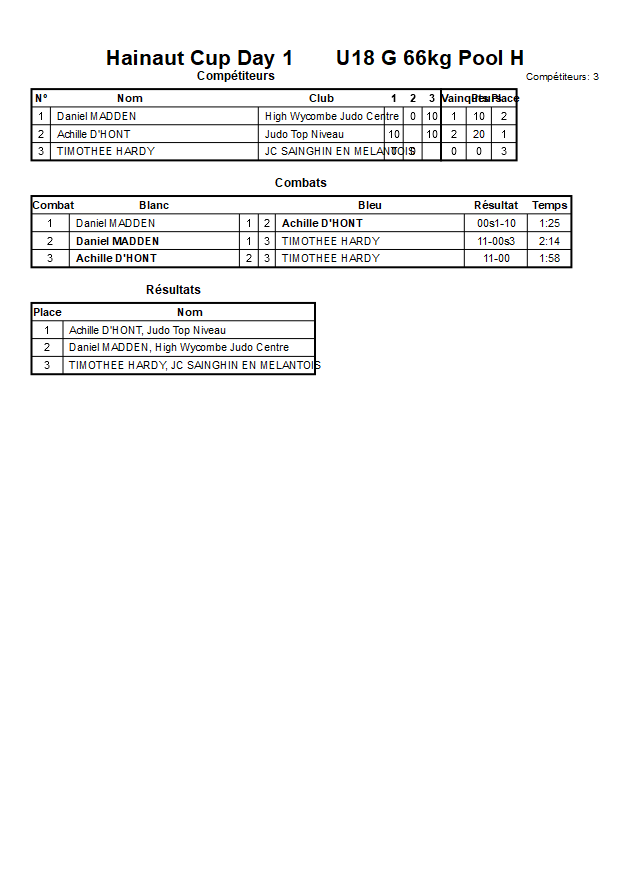 Hainaut Cup Day 1 U18 G 66kg Pool H
Compétiteurs
Compétiteurs: 3
Nº Nom Club 1 2 3 Vainqueurs Pts Place
1 Daniel MADDEN High Wycombe Judo Centre 0 10 1 10 2
2 Achille D'HONT Judo Top Niveau 10 10 2 20 1
3 TIMOTHEE HARDY JC SAINGHIN EN MELANTOIS 0 0 0 0 3
Combats
Combat Blanc Bleu Résultat Temps
1 Daniel MADDEN 1 2 Achille D'HONT 00s1-10 1:25
2 Daniel MADDEN 1 3 TIMOTHEE HARDY 11-00s3 2:14
3 Achille D'HONT 2 3 TIMOTHEE HARDY 11-00 1:58
Résultats
Place Nom
1 Achille D'HONT, Judo Top Niveau
2 Daniel MADDEN, High Wycombe Judo Centre
3 TIMOTHEE HARDY, JC SAINGHIN EN MELANTOIS